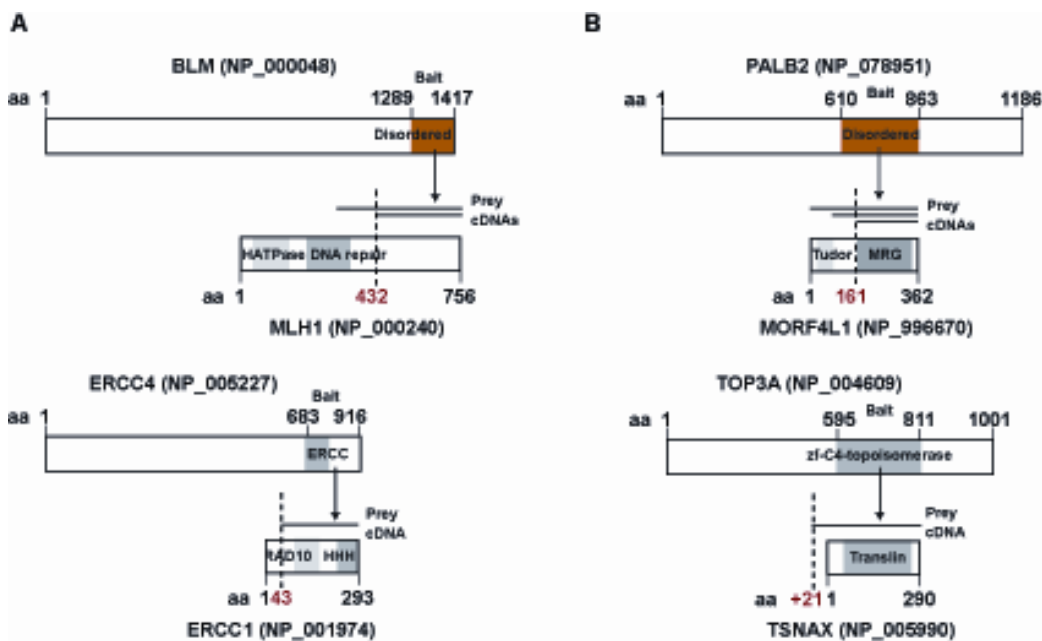 A
BLM (NP_000048)
Bait
aa 1 1289 1417
Disordered
Prey
cDNAs
HATPase DNA repair
aa 1 432 756
MLH1 (NP_000240)
ERCC4 (NP_005227)
Bait
aa 1 683 916
ERCC
Prey
cDNA
RAD10 HHH
aa 1 43 293
ERCC1 (NP_001974)
B
PALB2 (NP_078951)
Bait
aa 1 610 863 1186
Disordered
Prey
cDNAs
Tudor MRG
aa 1 161 362
MORF4L1 (NP_996670)
TOP3A (NP_004609)
Bait
aa 1 595 811 1001
zf-C4-topoisomerase
Prey
cDNA
Translin
aa +21 1 290
TSNAX (NP_005990)